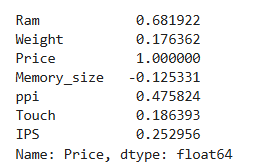 Ram 0.681922
Weight 0.176362
Price 1.000000
Memory_size -0.125331
ppi 0.475824
Touch 0.186393
IPS 0.252956
Name: Price, dtype: float64